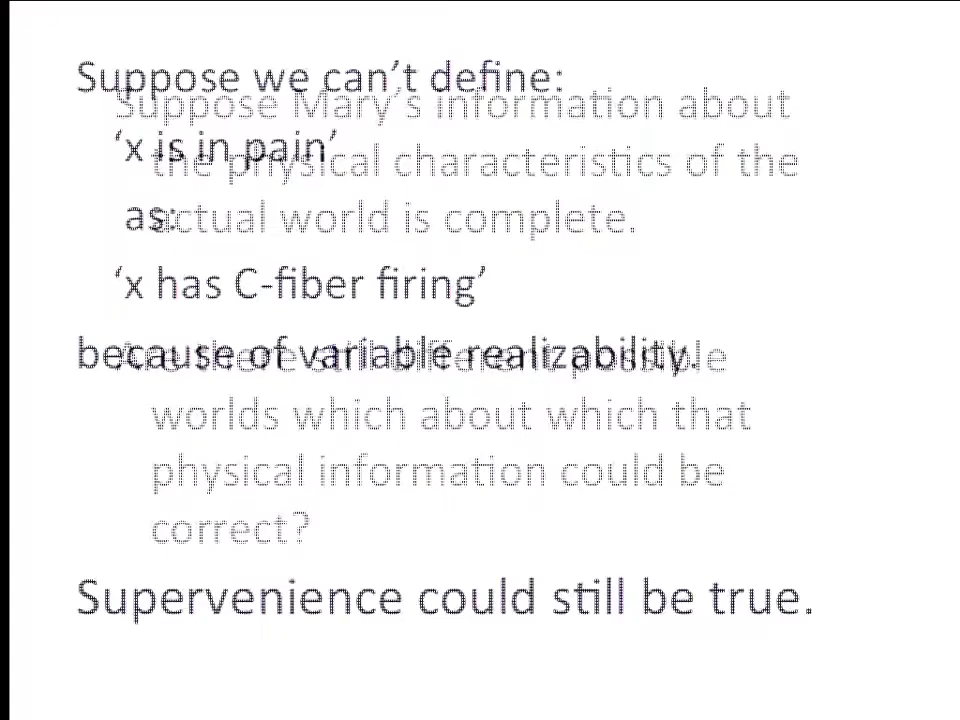 Suppose we can't define:
suppose Mary's information about
'x is in pain'
the physical characteristics of the
as:
actual world is complete.
'x has C-fiber firing'
because of variable realizability.
worlds which about which that
physical information could be
correct?
Supervenience could still be true.